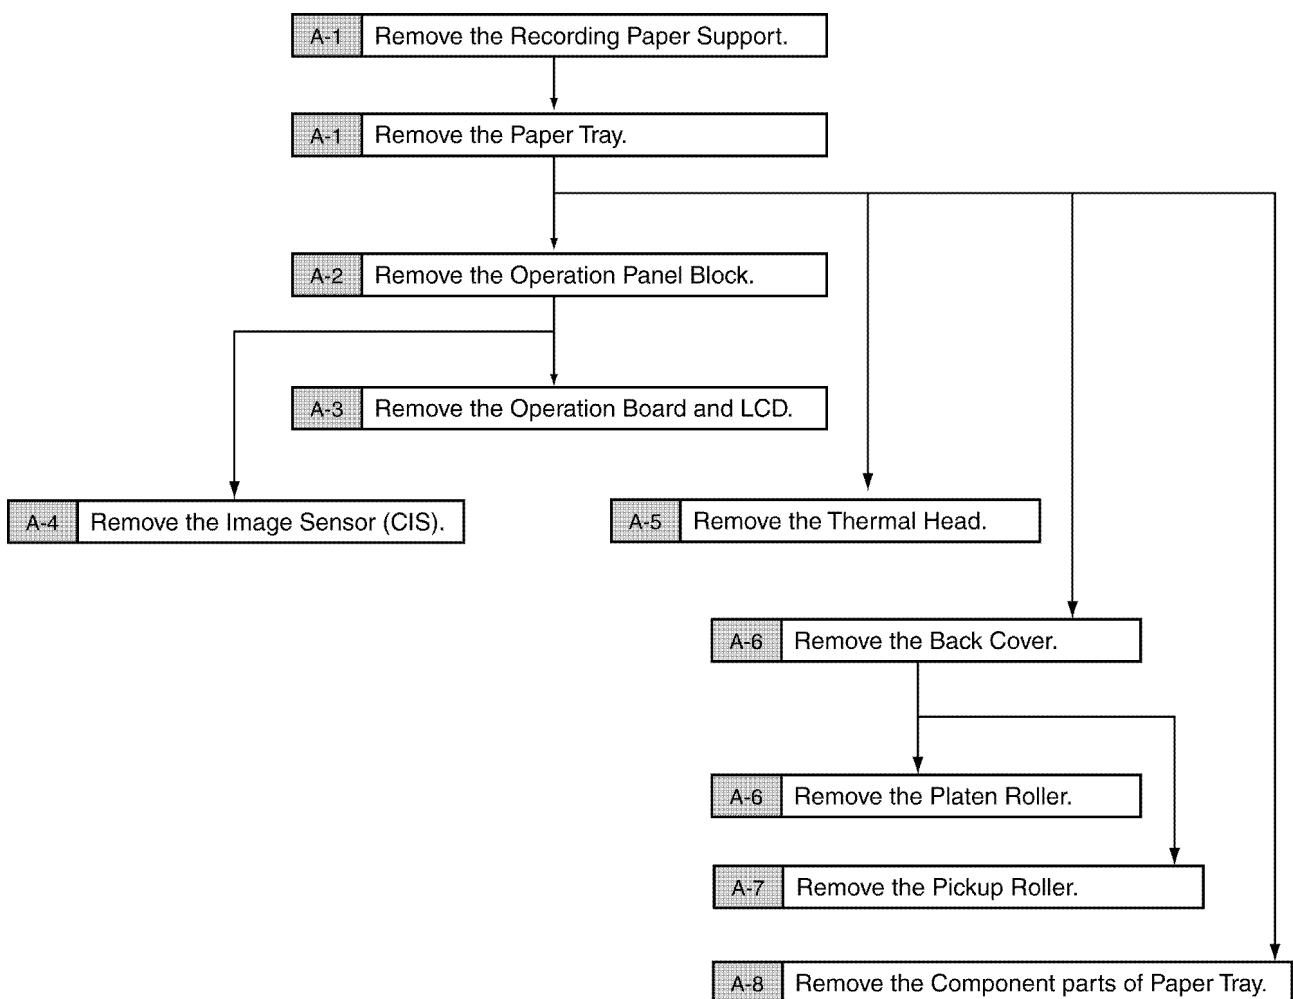 A-1 Remove the Recording Paper Support.
A-1 Remove the Paper Tray.
A-2 Remove the Operation Panel Block.
A-3 Remove the Operation Board and LCD.
A-4 Remove the Image Sensor (CIS).
A-5 Remove the Thermal Head.
A-6 Remove the Back Cover.
A-6 Remove the Platen Roller.
A-7 Remove the Pickup Roller.
A-8 Remove the Component parts of Paper Tray.